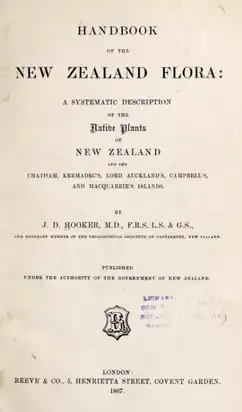 HANDBOOK
OF THE
NEW ZEALAND FLORA:
A SYSTEMATIC DESCRIPTION
OF THE
Native Plants
OF
NEW ZEALAND
AND THE
CHATHAM, KERMADEC'S, LORD AUCKLAND'S, CAMPBELL'S,
AND MACQUARRIE'S ISLANDS.
BY
J. D. HOOKER, M.D., F.R.S. L.S. & G.S.,
AND HONORARY MEMBER OF THE PHILOSOPHICAL INSTITUTE OF CANTERBURY, NEW ZEALAND.
PUBLISHED
UNDER THE AUTHORITY OF THE GOVERNMENT OF NEW ZEALAND.
LIBRARY
LONDON:
REEVE & CO., 5, HENRIETTA STREET, COVENT GARDEN.
1867.